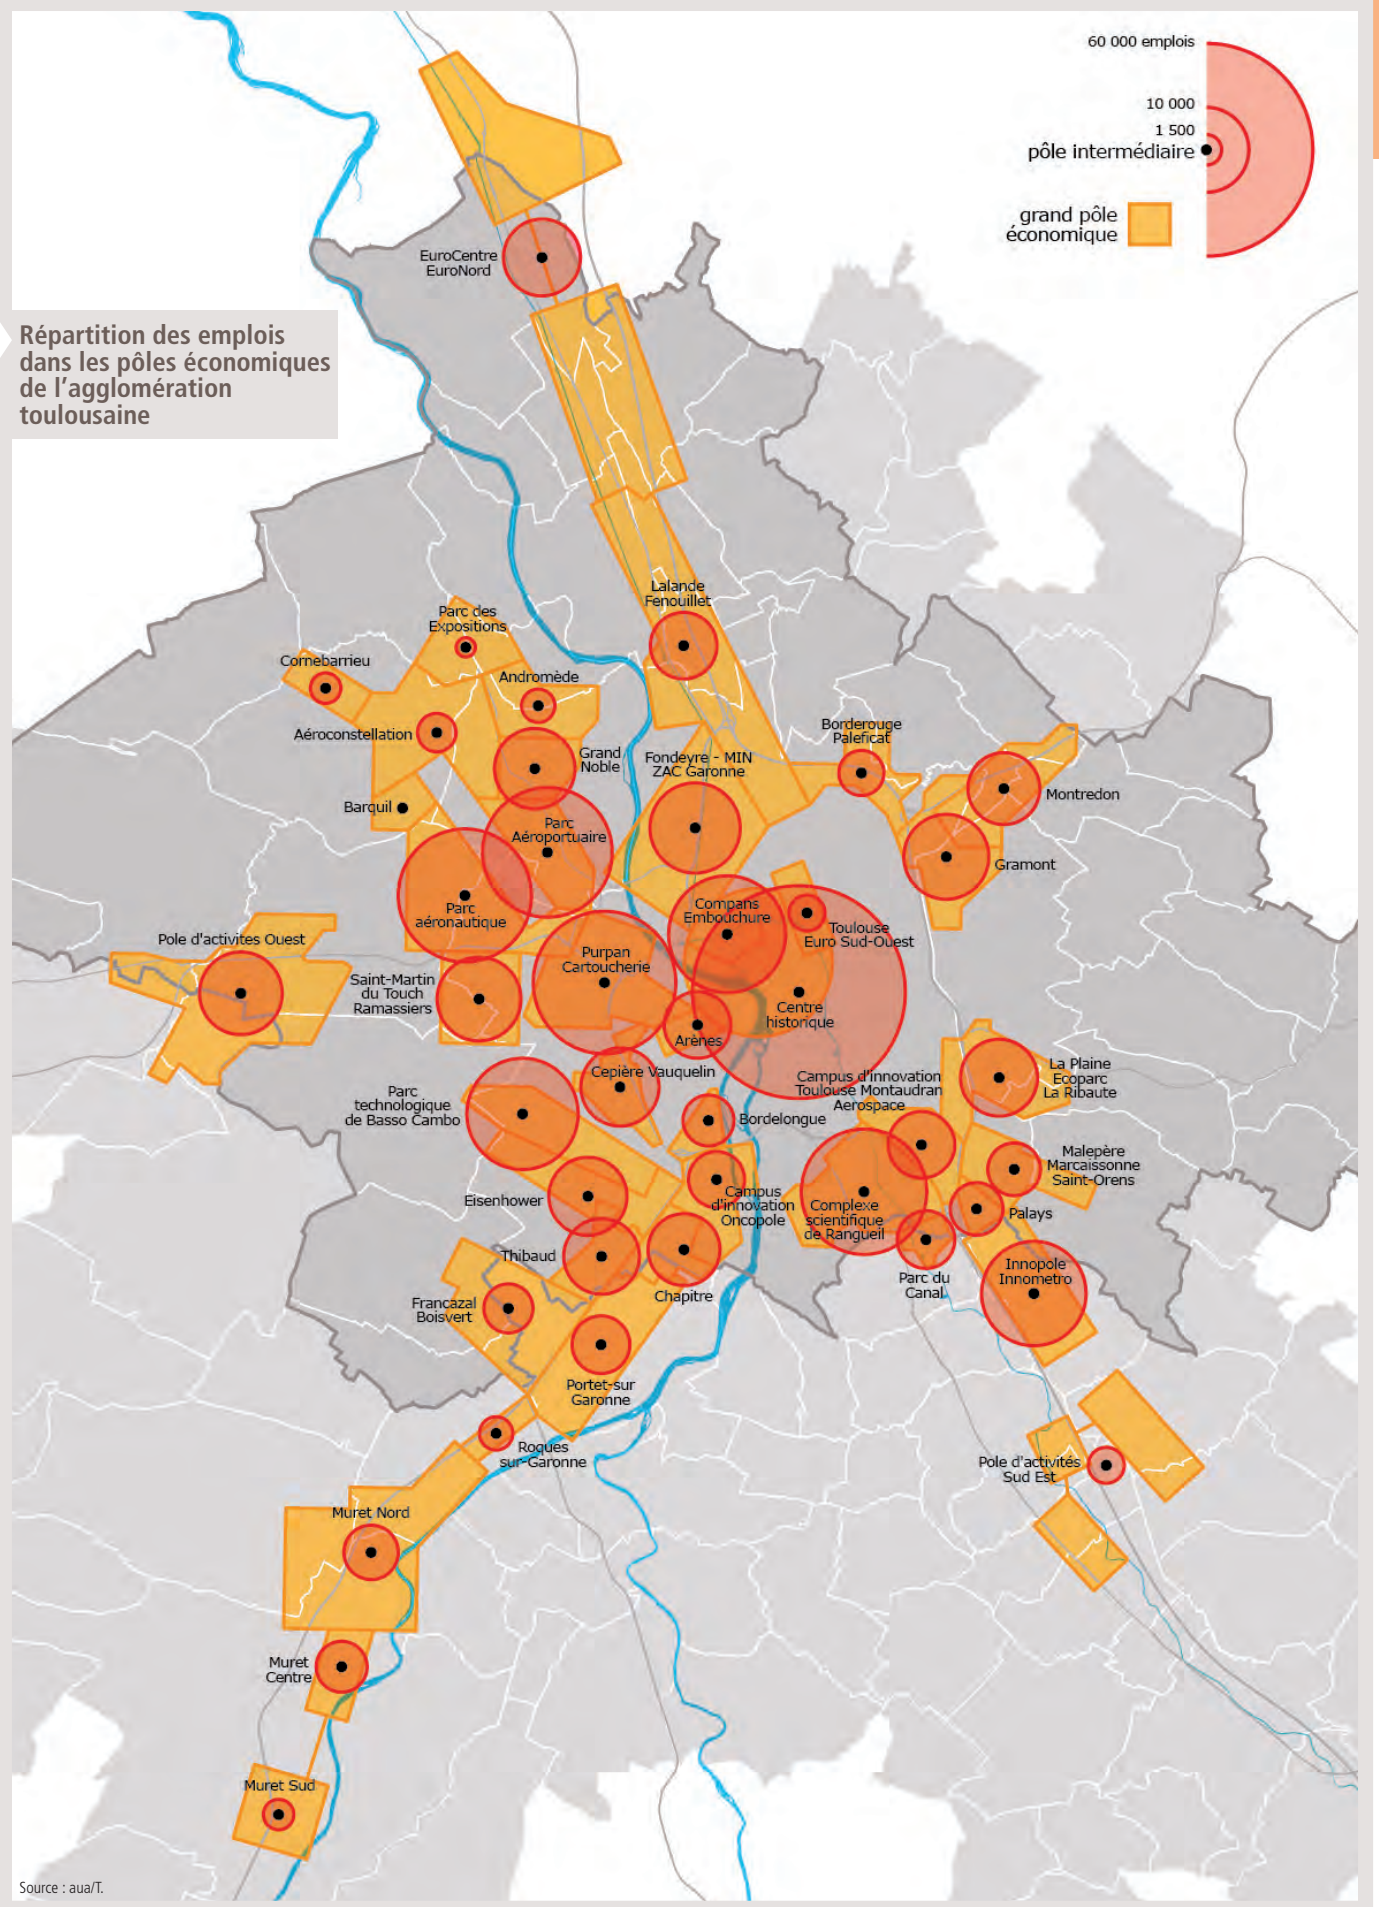 60 000 emplois
10 000
1 500
pôle intermédiaire
grand pôle
économique
EuroCentre
EuroNord
Répartition des emplois
dans les pôles économiques
de l'agglomération
toulousaine
Lalande
Fenouillet
Parc des
Expositions
Cornebarrieu
Andromède
Aéroconstellation
Grand
Noble
Fondeyre - MIN
ZAC Garonne
Borderouge
Paleficat
Montredon
Barquil
Parc
Aéroportuaire
Gramont
Parc
aéronautique
Compans
Embouchure
Toulouse
Euro Sud-Ouest
Pole d'activites Ouest
Purpan
Cartoucherie
Saint-Martin
du Touch
Ramassiers
Centre
historique
Arènes
Cepière Vauquelin
Campus d'innovation
Toulouse Montaudran
Aerospace
La Plaine
Ecoparc
La Ribaute
Parc
technologique
de Basso Cambo
Bordelongue
Malepère
Marcaissonne
Saint-Orens
Eisenhower
Campus
d'innovation
Oncopole
Complexe
scientifique
de Rangueil
Palays
Thibaud
Chapitre
Parc du
Canal
Innopole
Innometro
Francazal
Boisvert
Portet-sur
Garonne
Roques
sur-Garonne
Pole d'activités
Sud Est
Muret Nord
Muret
Centre
Muret Sud
Source : aua/T.